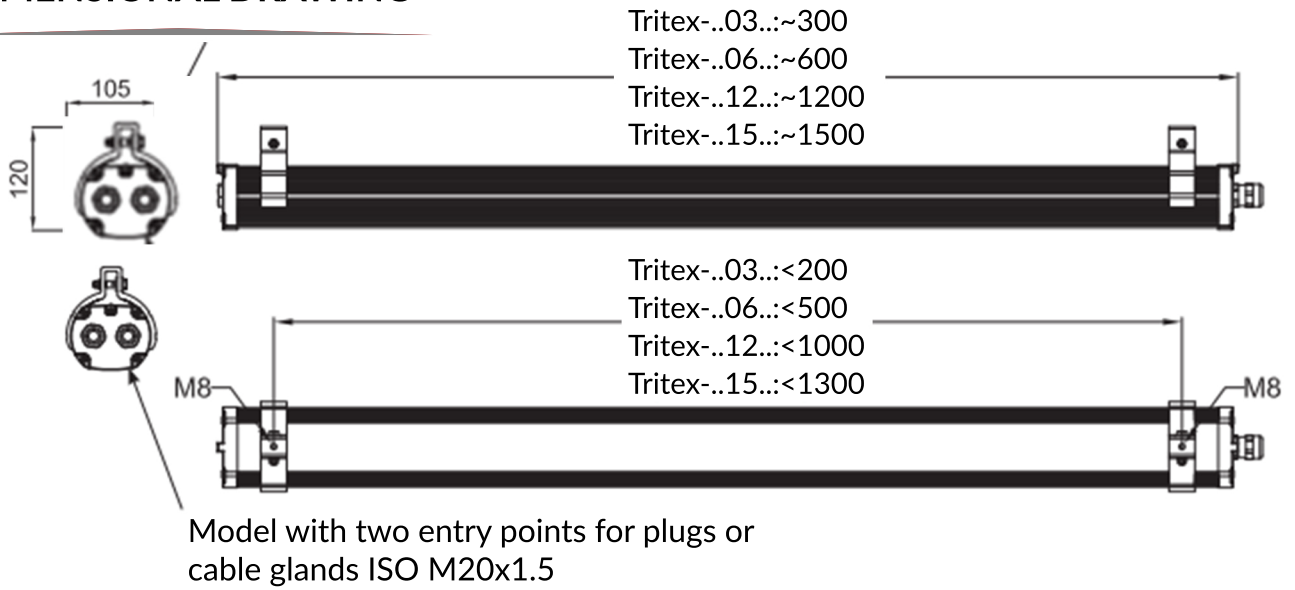 Tritex-..03..:~300
Tritex-..06..:~600
Tritex-..12..:~1200
Tritex-..15..:~1500
105
120
Tritex-..03..:<200
Tritex-..06..:<500
Tritex-..12..:<1000
Tritex-..15..:<1300
M8
M8
Model with two entry points for plugs or
cable glands ISO M20x1.5